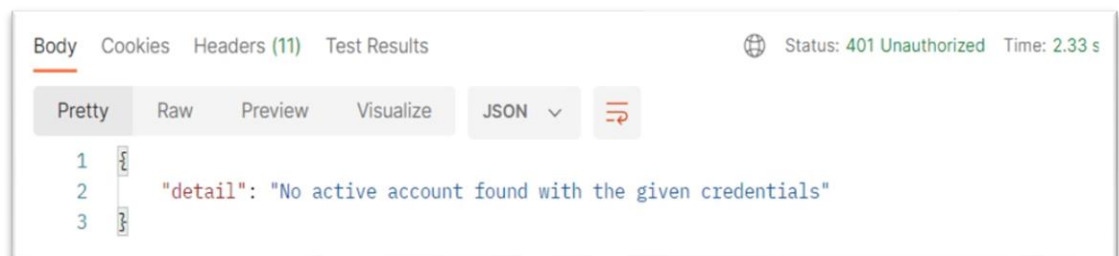 Body Cookies Headers (11) Test Results Status: 401 Unauthorized Time: 2.33 s
Pretty Raw Preview Visualize JSON
1 {
2 "detail": "No active account found with the given credentials"
3 }